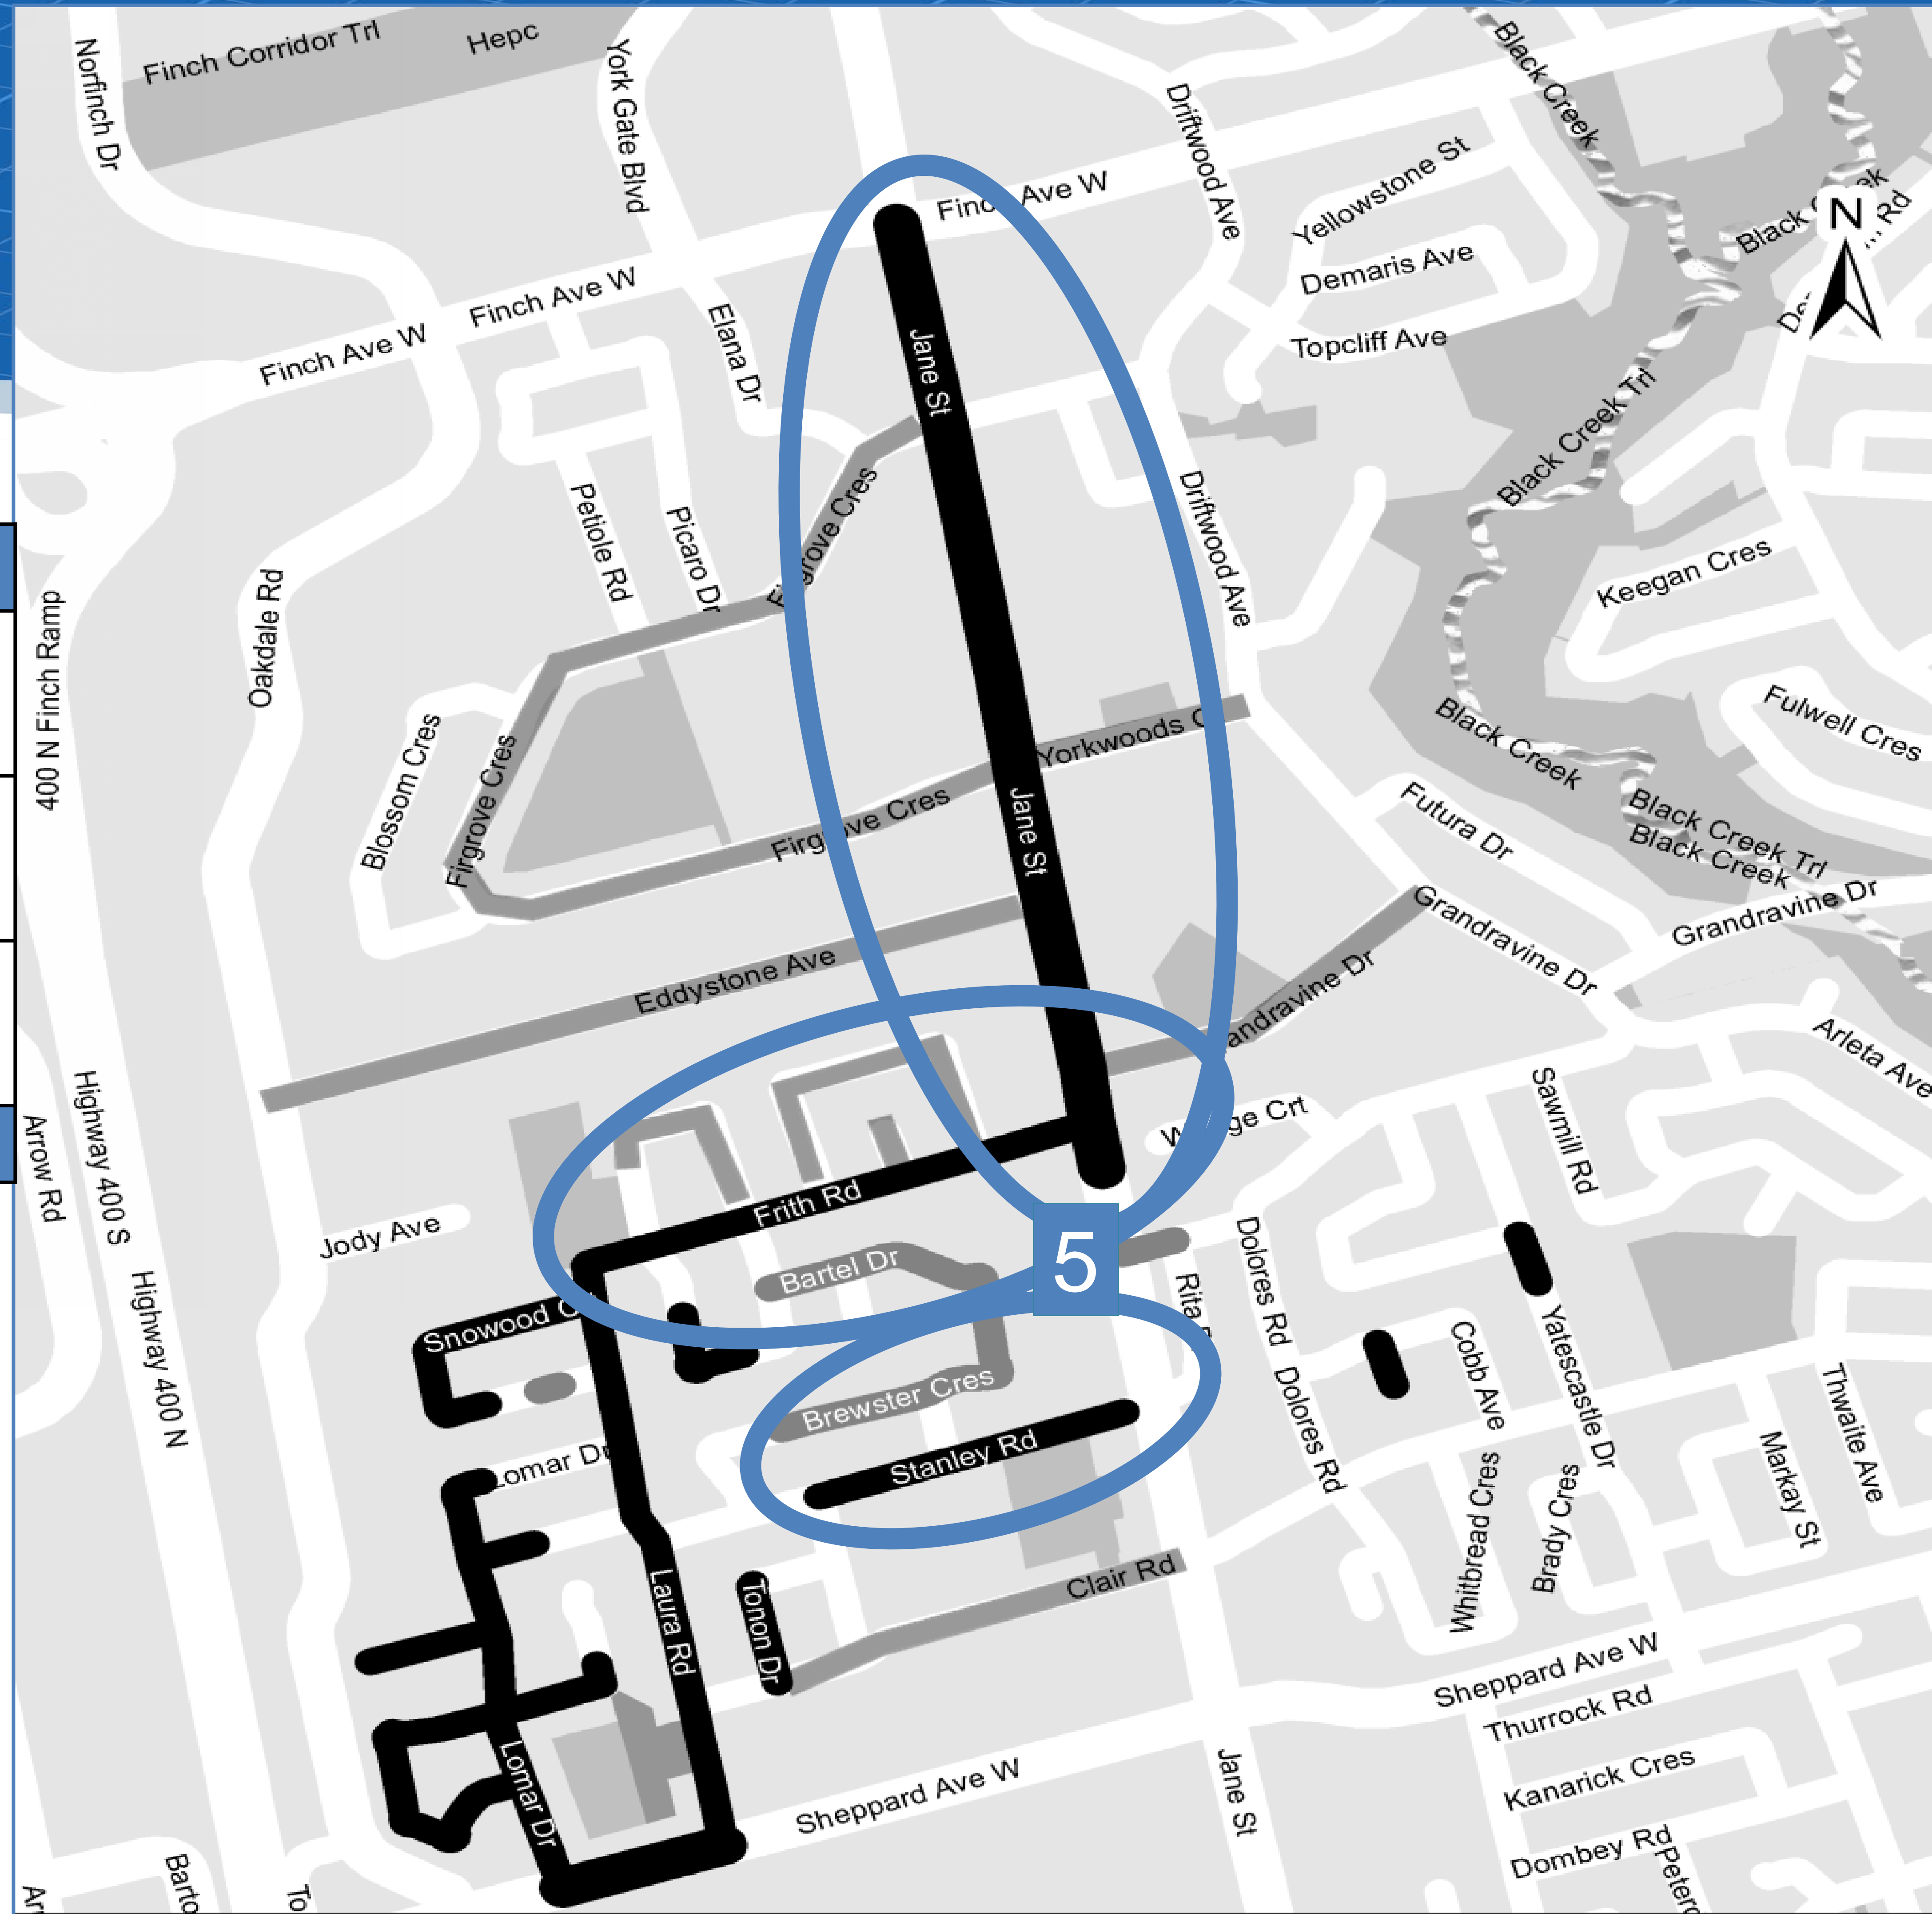 Finch Corridor Trl
Hepc
Norfinch Dr
York Gate Blvd
Driftwood Ave
Black Creek
Finch Ave W
Yellowstone St
N
Rd
Demaris Ave
Finch Ave W
Elana Dr
Topcliff Ave
Finch Ave W
Jane St
Black Creek Trl
Petiole Rd
Picaro Dr
Firgrove Cres
Driftwood Ave
Keegan Cres
400 N Finch Ramp
Oakdale Rd
Blossom Cres
Firgrove Cres
Yorkwoods
Black Creek
Fulwell Cres
Firgrove Cres
Jane St
Futura Dr
Black Creek Trl
Black Creek
Grandravine Dr
Grandravine Dr
Eddystone Ave
Grandravine Dr
Arleta Ave
Highway 400 S
Arrow Rd
Sawmill Rd
Frith Rd
Jody Ave
Bartel Dr
5
Dolores Rd
Rita
Snowood
Highway 400 N
Yatescastle Dr
Cobb Ave
Brewster Cres
Dolores Rd
Thwaite Ave
Lomar Dr
Stanley Rd
Whitbread Cres
Brady Cres
Markay St
Laura Rd
Tonon Dr
Clair Rd
Sheppard Ave W
Thurrock Rd
Lomar Dr
Sheppard Ave W
Jane St
Kanarick Cres
Dombey Rd